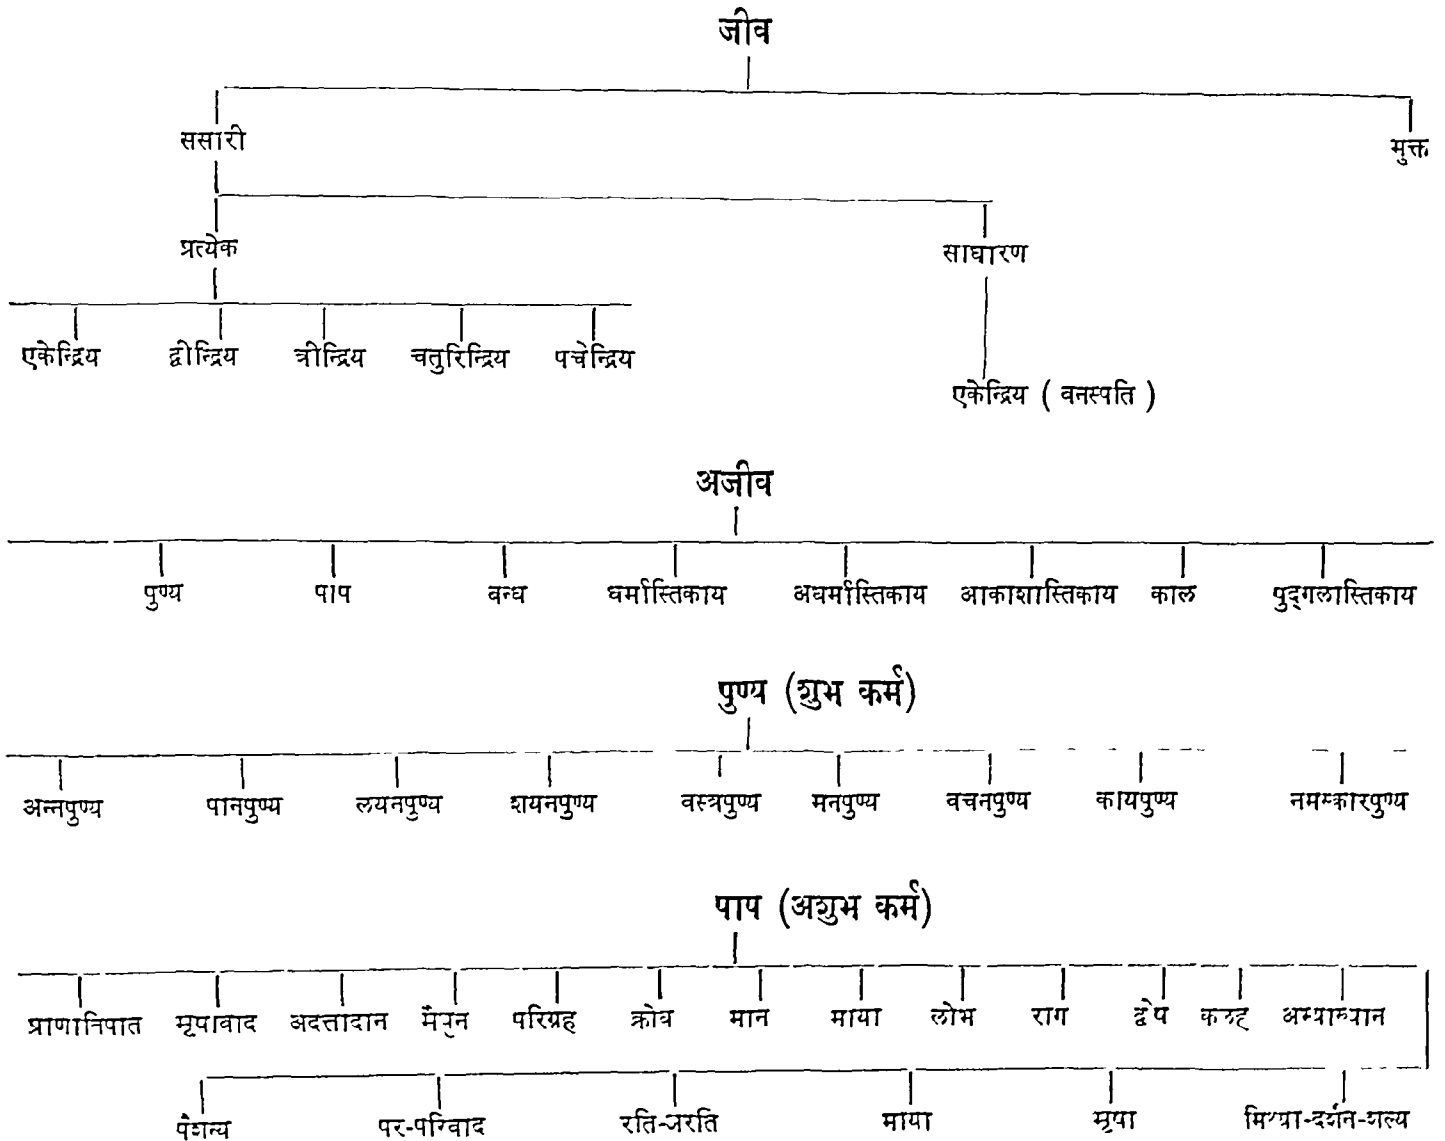 जीव
ससारी मुक्त
प्रत्येक साधारण
एकेन्द्रिय द्वीन्द्रिय त्रीन्द्रिय चतुरिन्द्रिय पचेन्द्रिय
एकेन्द्रिय ( वनस्पति )
अजीव
पुण्य पाप बन्ध धर्मास्तिकाय अधर्मास्तिकाय आकाशास्तिकाय काल पुद्गलास्तिकाय
पुण्य (शुभ कर्म)
अन्नपुण्य पानपुण्य लयनपुण्य शयनपुण्य वस्त्रपुण्य मनपुण्य वचनपुण्य कायपुण्य नमस्कारपुण्य
पाप (अशुभ कर्म)
प्राणातिपात मृषावाद अदत्तादान मैथुन परिग्रह क्रोध मान माया लोभ राग द्वेष कलह अभ्याख्यान
पैशुन्य पर-परिवाद रति-अरति माया मृषा मिथ्या-दर्शन-शल्य